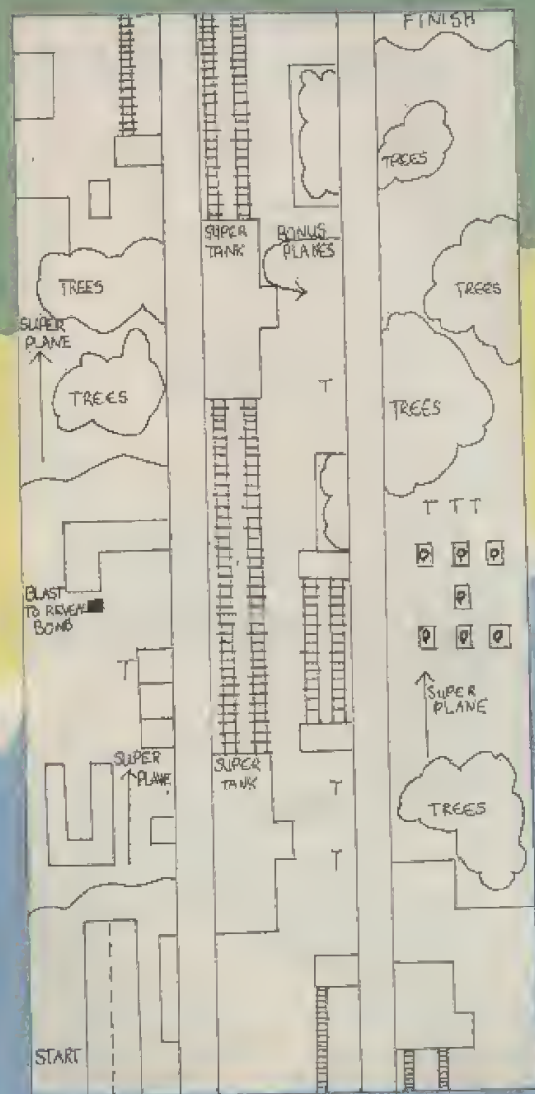 TREES
SUPER
PLANE
TREES
BLAST
TO REVEAL
BOMB
T
SUPER
PLANE
START
SUPER
TANK
BONUS
PLANES
T
SUPER
TANK
T
T
FINISH
TREES
TREES
TREES
T T T
SUPER
PLANE
TREES